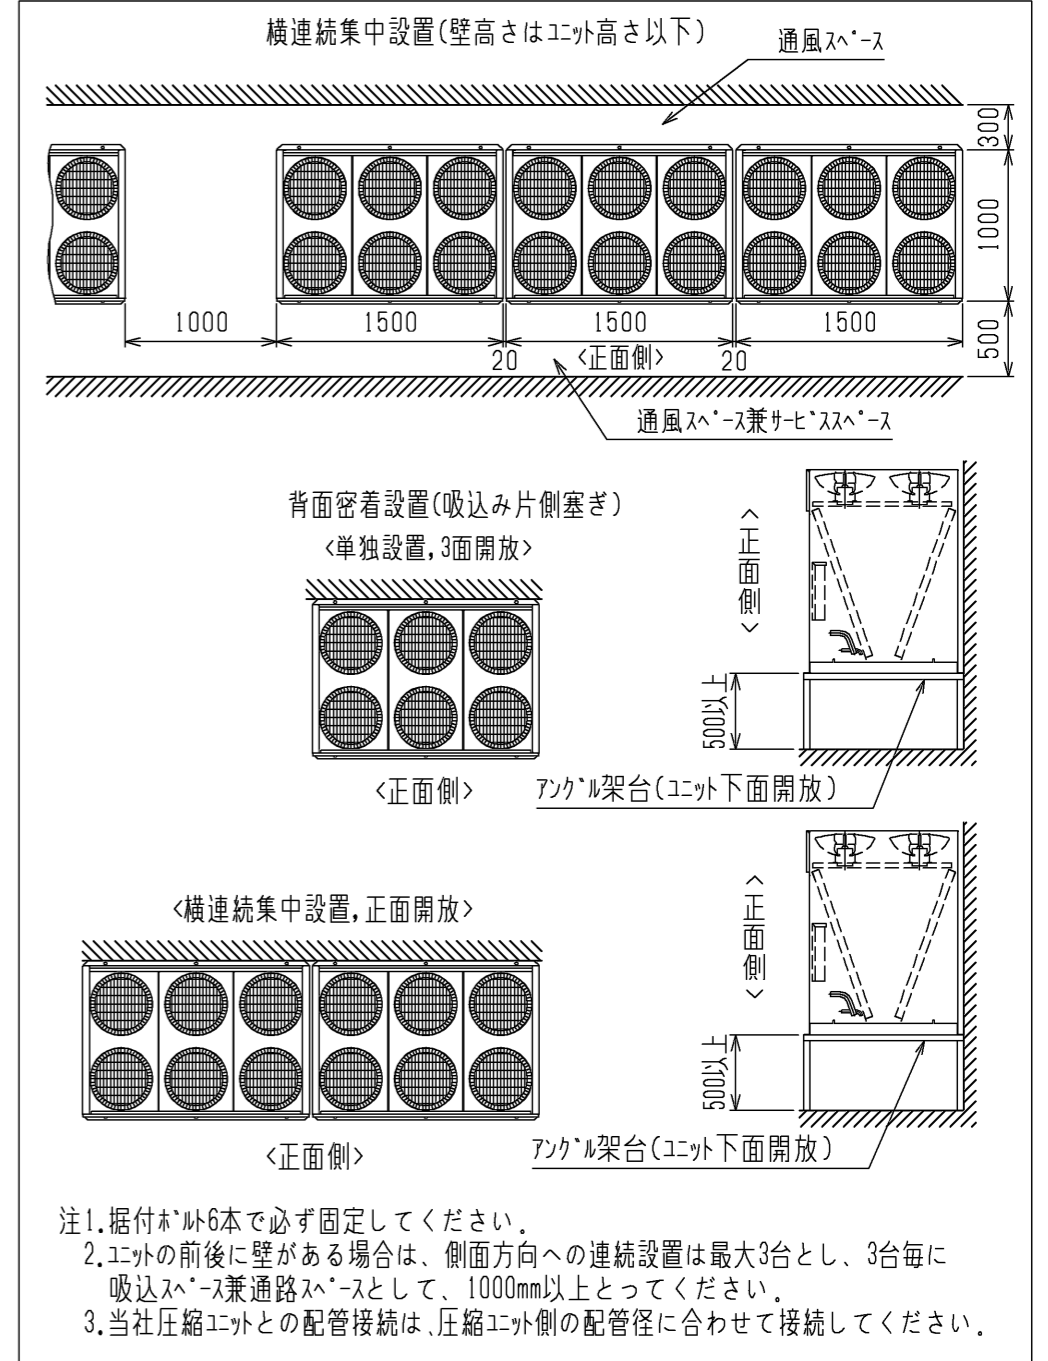 横連続集中設置(壁高さはユニット高さ以下)
通風スペース
300
1000
500
1000
1500
1500
1500
20
<正面側>
20
通風スペース兼サービススペース
背面密着設置(吸込み片側塞ぎ)
<単独設置,3面開放>
<正面側>
500以上
<正面側>
アングル架台(ユニット下面開放)
<横連続集中設置,正面開放>
<正面側>
500以上
<正面側>
アングル架台(ユニット下面開放)
注1.据付ボルト6本で必ず固定してください。
2.ユニットの前後に壁がある場合は、側面方向への連続設置は最大3台とし、3台毎に
吸込スペース兼通路スペースとして、1000mm以上とってください。
3.当社圧縮ユニットとの配管接続は、圧縮ユニット側の配管径に合わせて接続してください。